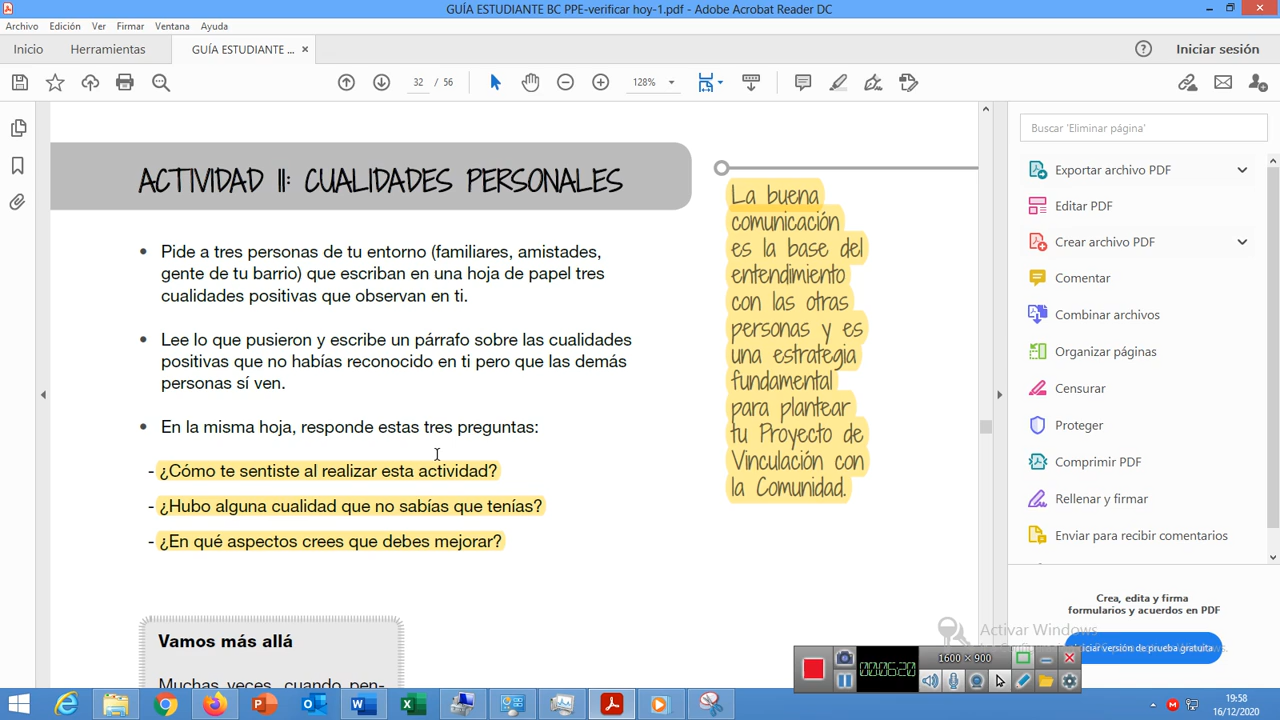 GUÍA ESTUDIANTE BC PPE-verificar hoy-1.pdf - Adobe Acrobat Reader DC
Archivo Edición Ver Firmar Ventana Ayuda
Inicio Herramientas GUÍA ESTUDIANTE ... × Iniciar sesión
32 / 56 128%
Buscar 'Eliminar página'
Exportar archivo PDF
Editar PDF
Crear archivo PDF
Comentar
Combinar archivos
Organizar páginas
Censurar
Proteger
Comprimir PDF
Rellenar y firmar
Enviar para recibir comentarios
Crea, edita y firma
formularios y acuerdos en PDF
ACTIVIDAD II: CUALIDADES PERSONALES
• Pide a tres personas de tu entorno (familiares, amistades,
gente de tu barrio) que escriban en una hoja de papel tres
cualidades positivas que observan en ti.
• Lee lo que pusieron y escribe un párrafo sobre las cualidades
positivas que no habías reconocido en ti pero que las demás
personas sí ven.
• En la misma hoja, responde estas tres preguntas:
- ¿Cómo te sentiste al realizar esta actividad?
- ¿Hubo alguna cualidad que no sabías que tenías?
- ¿En qué aspectos crees que debes mejorar?
La buena
comunicación
es la base del
entendimiento
con las otras
personas y es
una estrategia
fundamental
para plantear
tu Proyecto de
Vinculación con
la Comunidad.
Vamos más allá
Muchas veces, cuando pen-
Activar Windows
versión de prueba gratuita
1600 × 900
00:06:20
19:58
16/12/2020